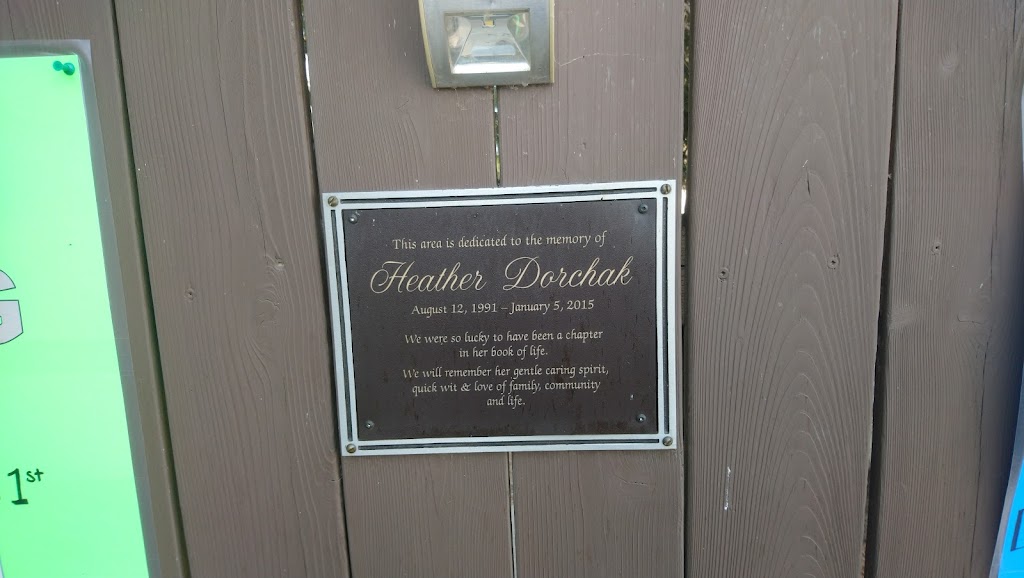 This area is dedicated to the memory of
Heather Dorchak
August 12, 1991 – January 5, 2015
We were so lucky to have been a chapter
in her book of life.
We will remember her gentle caring spirit,
quick wit & love of family, community
and life.
G
1st